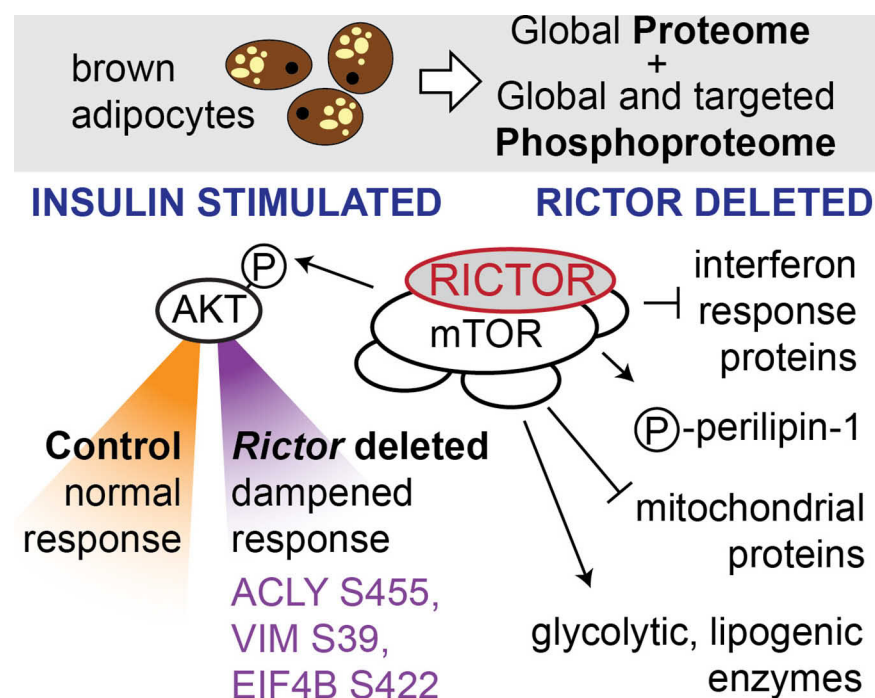 brown
adipocytes
Global Proteome
+
Global and targeted
Phosphoproteome
INSULIN STIMULATED
RICTOR DELETED
P
AKT
RICTOR
mTOR
interferon
response
proteins
P-perilipin-1
mitochondrial
proteins
glycolytic, lipogenic
enzymes
Control
normal
response
Rictor deleted
dampened
response
ACLY S455,
VIM S39,
EIF4B S422